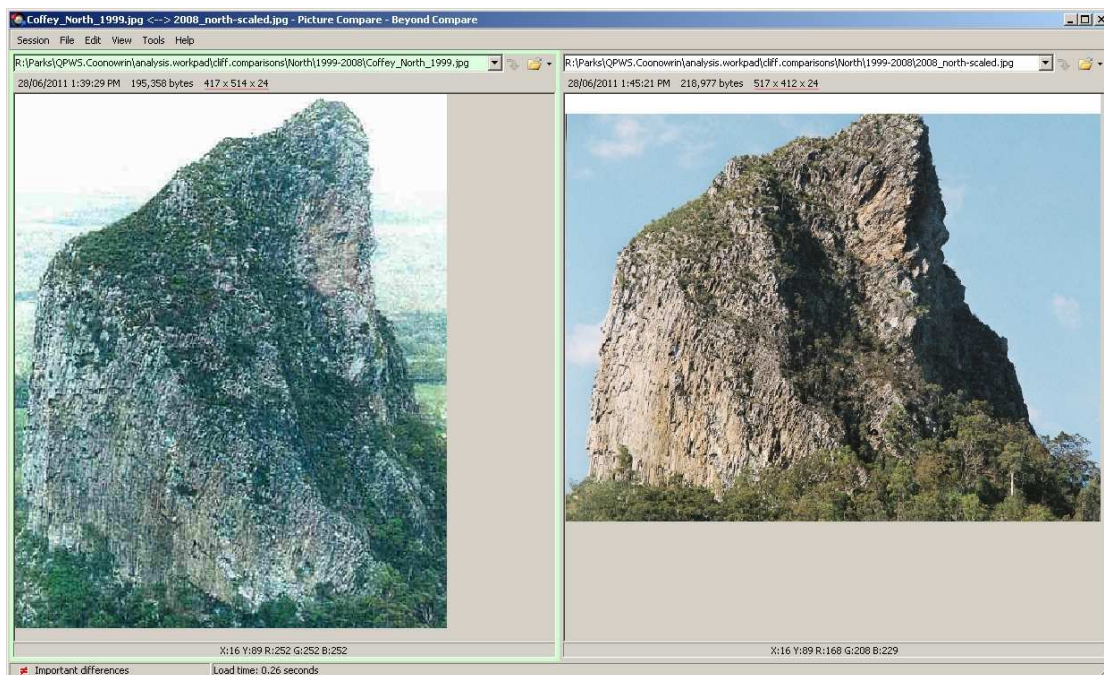 Coffey_North_1999.jpg <--> 2008_north-scaled.jpg - Picture Compare - Beyond Compare
Session File Edit View Tools Help
R:\Parks\QPWS.Coonowrin\analysis.workpad\cliff.comparisons\North\1999-2008\Coffey_North_1999.jpg
28/06/2011 1:39:29 PM 195,358 bytes 417 x 514 x 24
R:\Parks\QPWS.Coonowrin\analysis.workpad\cliff.comparisons\North\1999-2008\2008_north-scaled.jpg
28/06/2011 1:45:21 PM 218,977 bytes 517 x 412 x 24
X:16 Y:89 R:252 G:252 B:252
X:16 Y:89 R:168 G:208 B:229
Important differences
Load time: 0.26 seconds